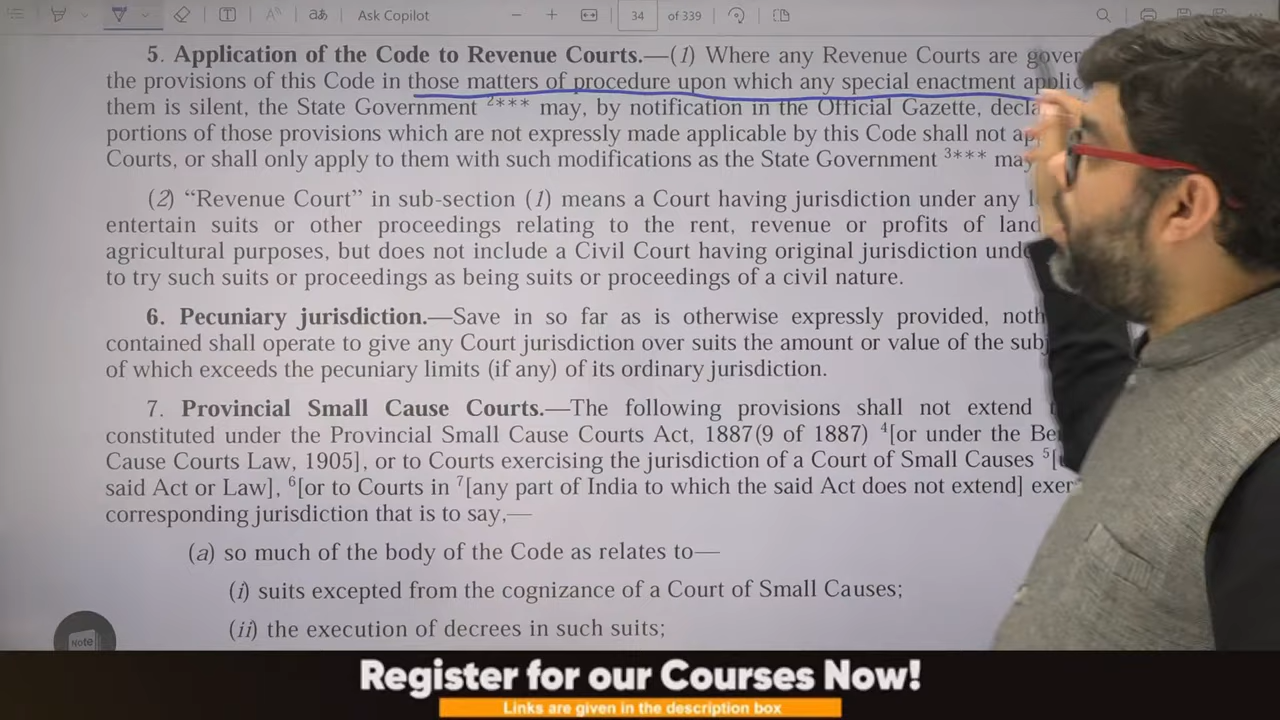 Ask Copilot
34 of 339
5. Application of the Code to Revenue Courts.—(1) Where any Revenue Courts are gover
the provisions of this Code in those matters of procedure upon which any special enactment applic
them is silent, the State Government 2*** may, by notification in the Official Gazette, decla
portions of those provisions which are not expressly made applicable by this Code shall not ap
Courts, or shall only apply to them with such modifications as the State Government 3*** may
(2) “Revenue Court” in sub-section (1) means a Court having jurisdiction under any l
entertain suits or other proceedings relating to the rent, revenue or profits of land
agricultural purposes, but does not include a Civil Court having original jurisdiction unde
to try such suits or proceedings as being suits or proceedings of a civil nature.
6. Pecuniary jurisdiction.—Save in so far as is otherwise expressly provided, noth
contained shall operate to give any Court jurisdiction over suits the amount or value of the subj
of which exceeds the pecuniary limits (if any) of its ordinary jurisdiction.
7. Provincial Small Cause Courts.—The following provisions shall not extend
constituted under the Provincial Small Cause Courts Act, 1887(9 of 1887) 4[or under the Be
Cause Courts Law, 1905], or to Courts exercising the jurisdiction of a Court of Small Causes 5[
said Act or Law], 6[or to Courts in 7[any part of India to which the said Act does not extend] exer
corresponding jurisdiction that is to say,—
(a) so much of the body of the Code as relates to—
(i) suits excepted from the cognizance of a Court of Small Causes;
(ii) the execution of decrees in such suits;
Note
Register for our Courses Now!
Links are given in the description box